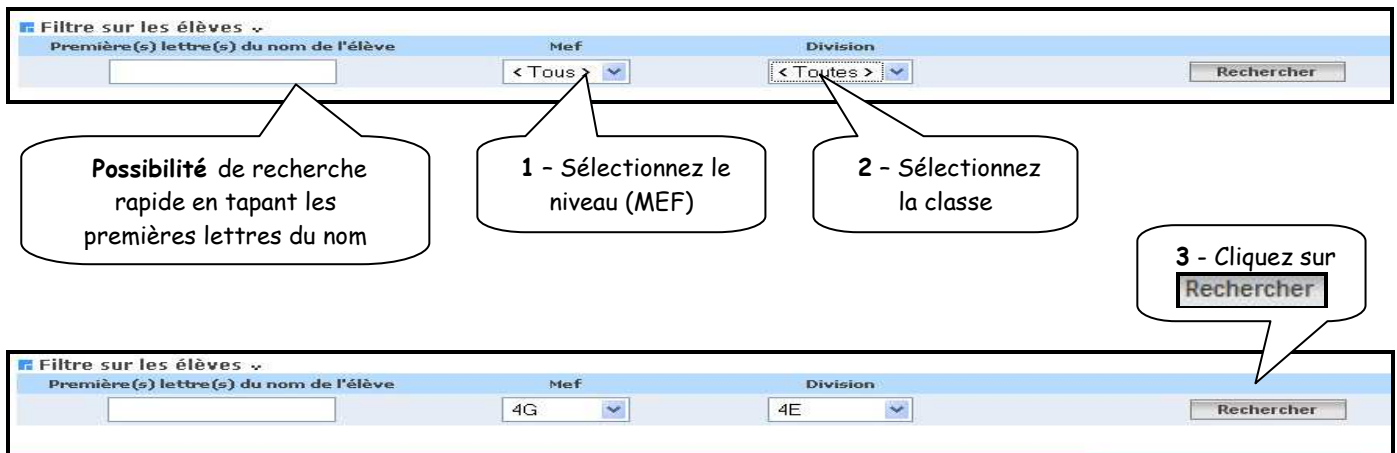 Filtre sur les élèves
Première(s) lettre(s) du nom de l'élève Mef Division
< Tous > < Toutes > Rechercher
Possibilité de recherche
rapide en tapant les
premières lettres du nom
1 – Sélectionnez le
niveau (MEF)
2 – Sélectionnez
la classe
3 - Cliquez sur
Rechercher
Filtre sur les élèves
Première(s) lettre(s) du nom de l'élève Mef Division
4G 4E Rechercher